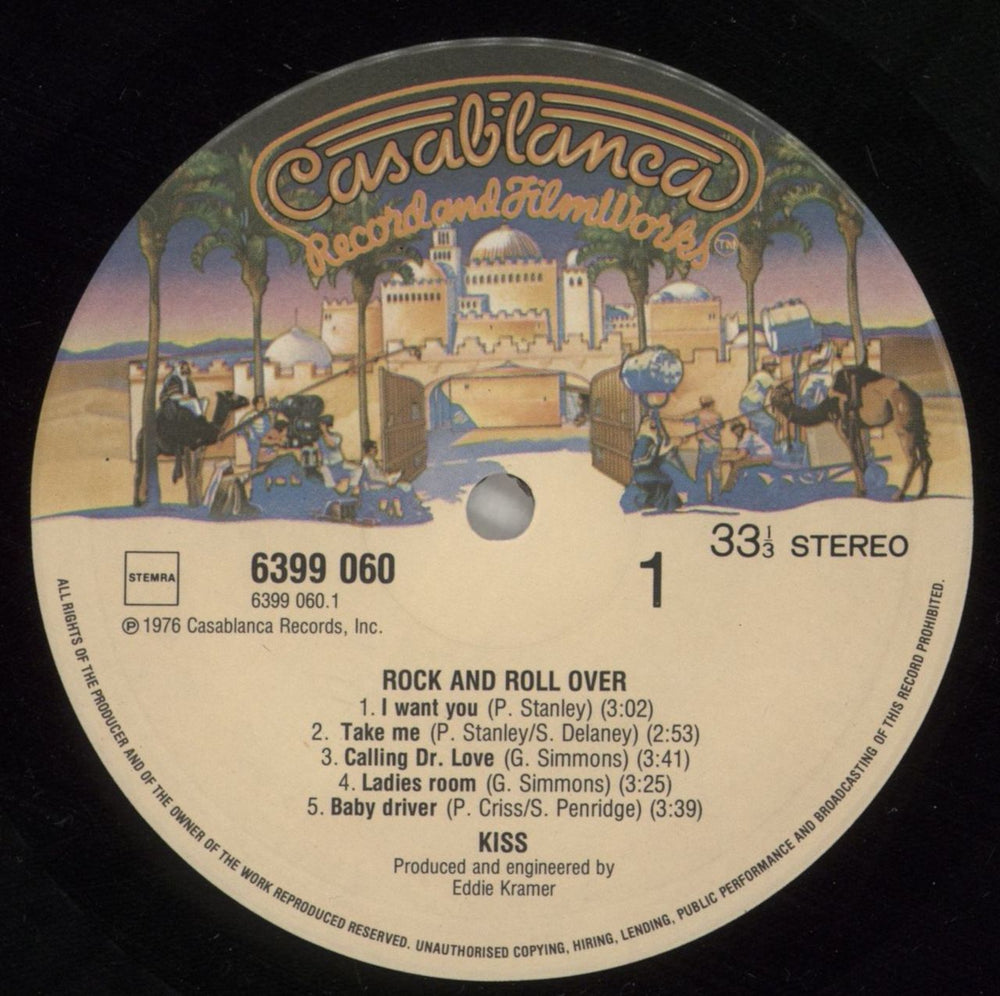 Casablanca
Record and FilmWorks TM
33⅓ STEREO
STEMRA
6399 060
1
6399 060.1
℗ 1976 Casablanca Records, Inc.
ROCK AND ROLL OVER
1. I want you (P. Stanley) (3:02)
2. Take me (P. Stanley/S. Delaney) (2:53)
3. Calling Dr. Love (G. Simmons) (3:41)
4. Ladies room (G. Simmons) (3:25)
5. Baby driver (P. Criss/S. Penridge) (3:39)
KISS
Produced and engineered by
Eddie Kramer
ALL RIGHTS OF THE PRODUCER AND OF THE OWNER OF THE WORK REPRODUCED RESERVED. UNAUTHORISED COPYING, HIRING, LENDING, PUBLIC PERFORMANCE AND BROADCASTING OF THIS RECORD PROHIBITED.